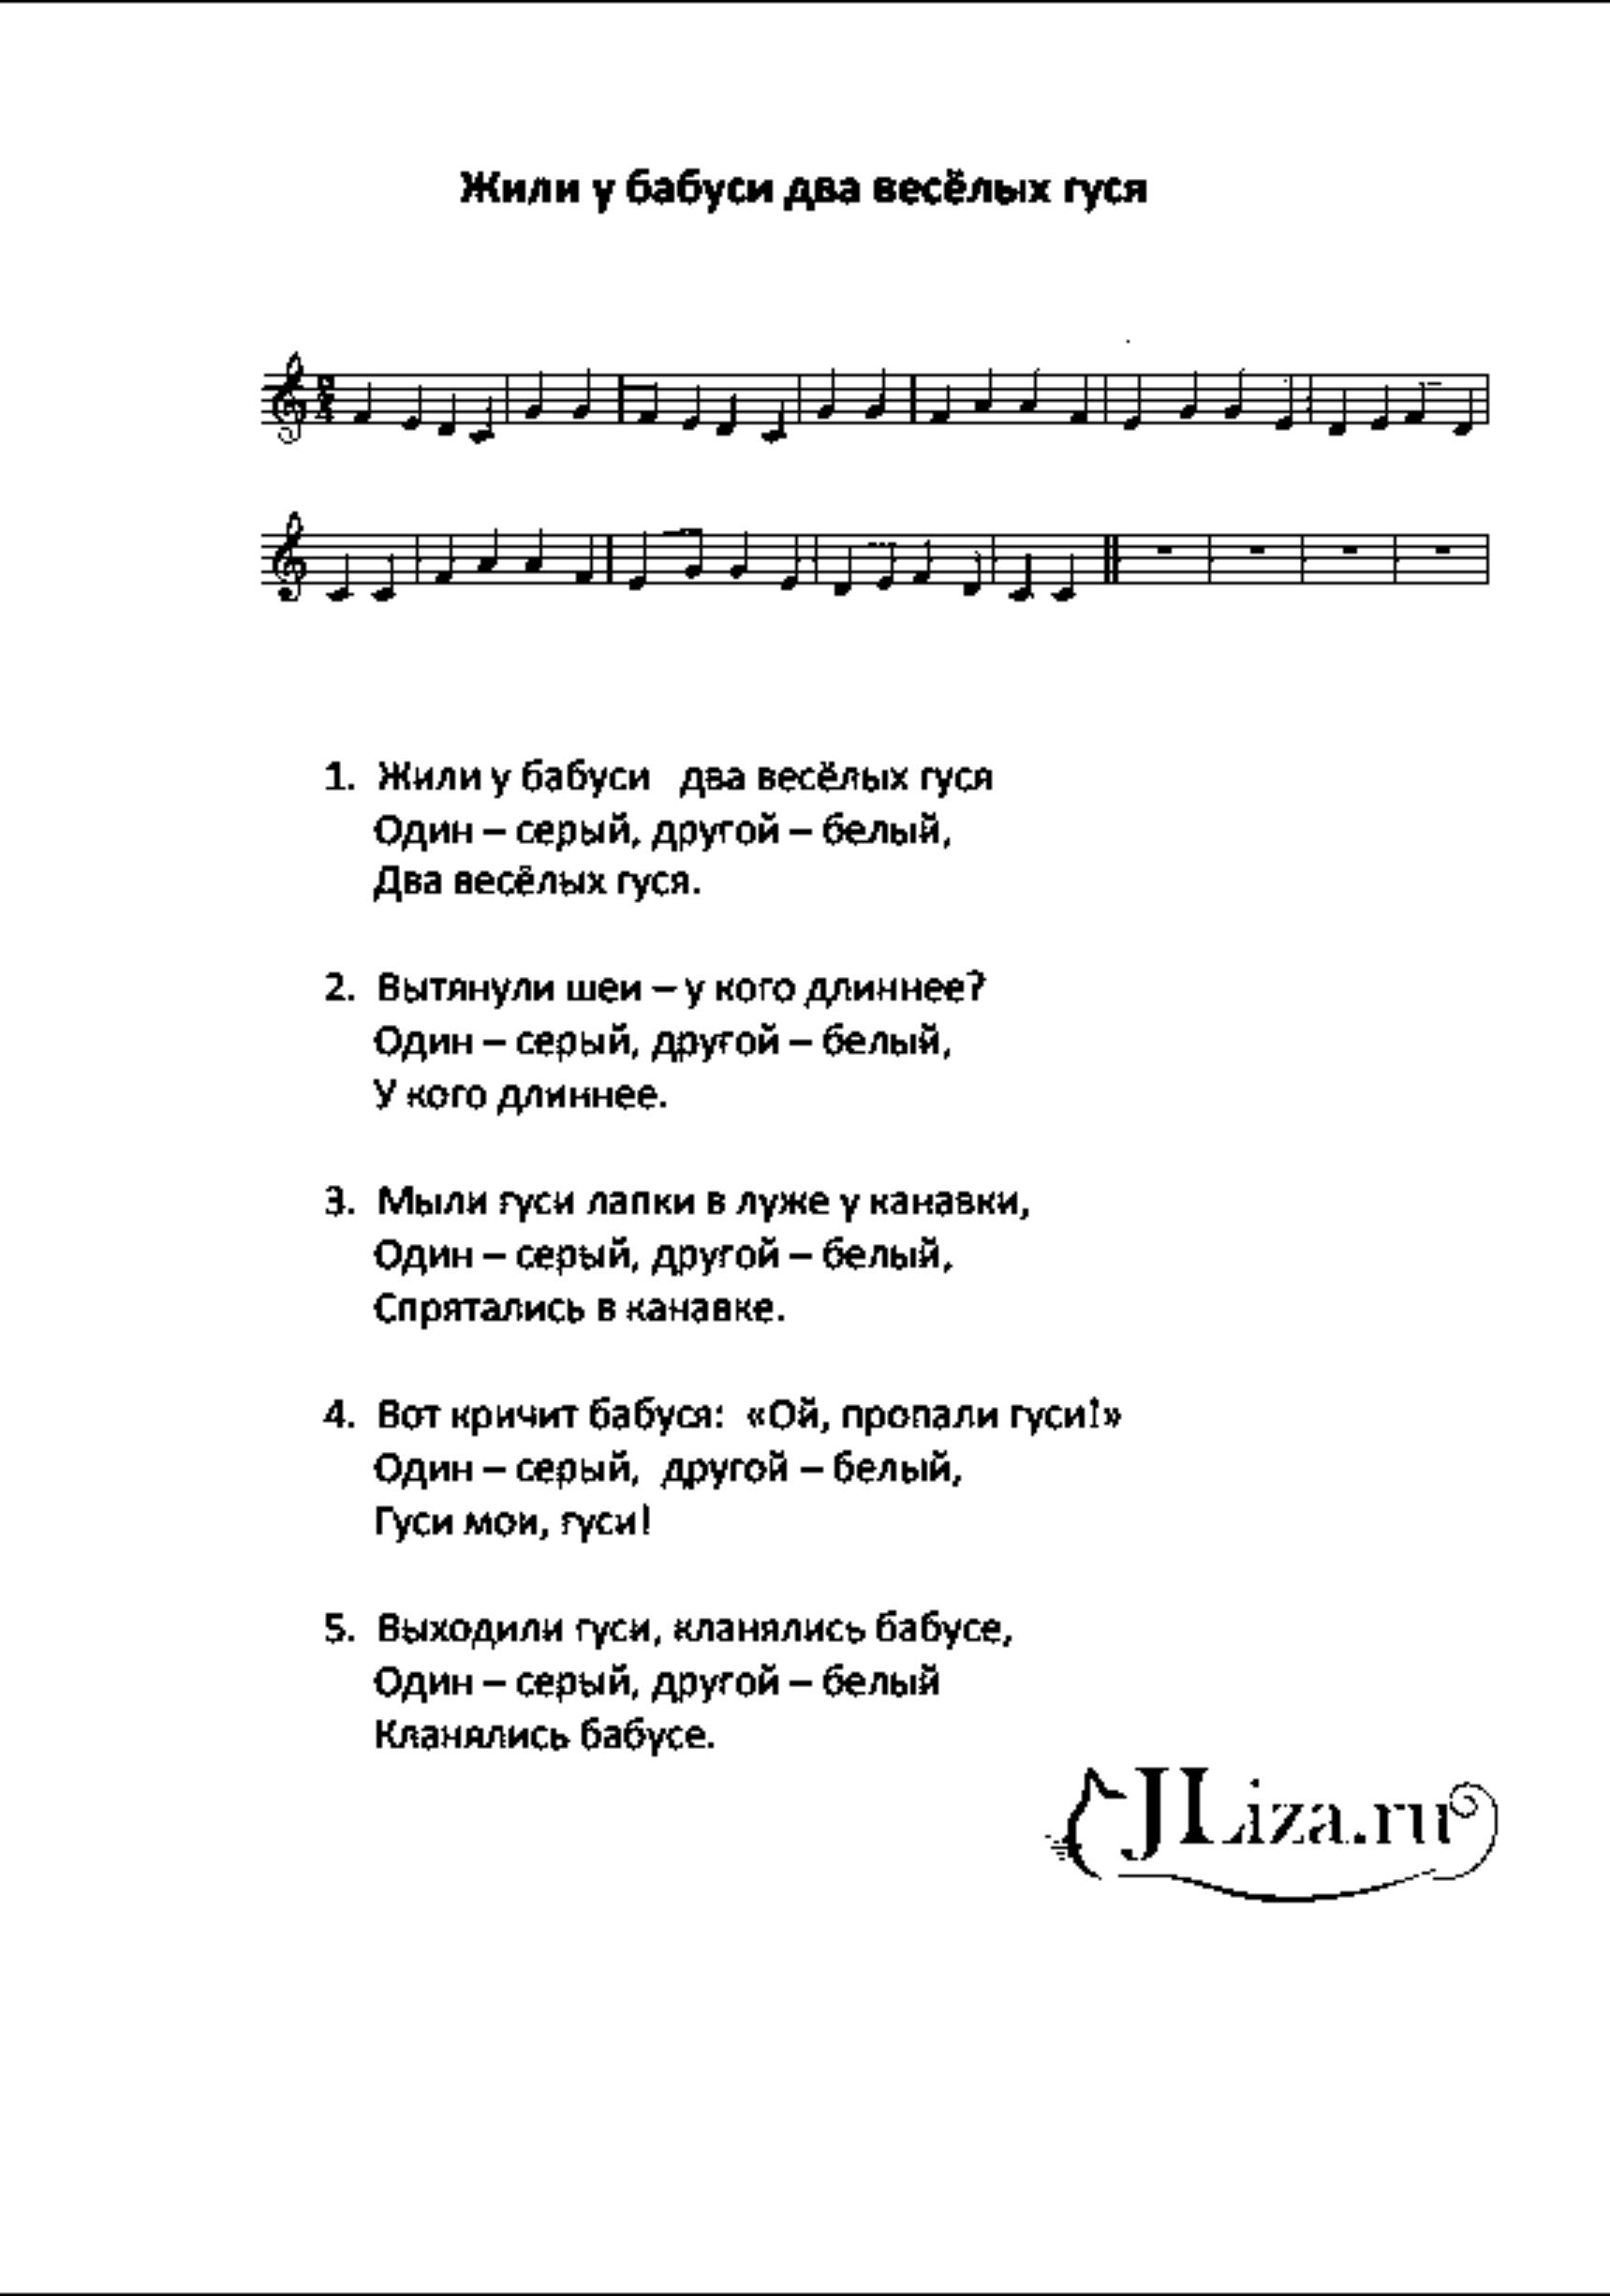 Жили у бабуси два весёлых гуся
1. Жили у бабуси два весёлых гуся
Один – серый, другой – белый,
Два весёлых гуся.
2. Вытянули шеи – у кого длиннее?
Один – серый, другой – белый,
У кого длиннее.
3. Мыли гуси лапки в луже у канавки,
Один – серый, другой – белый,
Спрятались в канавке.
4. Вот кричит бабуся: «Ой, пропали гуси!»
Один – серый, другой – белый,
Гуси мои, гуси!
5. Выходили гуси, кланялись бабусе,
Один – серый, другой – белый
Кланялись бабусе.
JLiza.ru